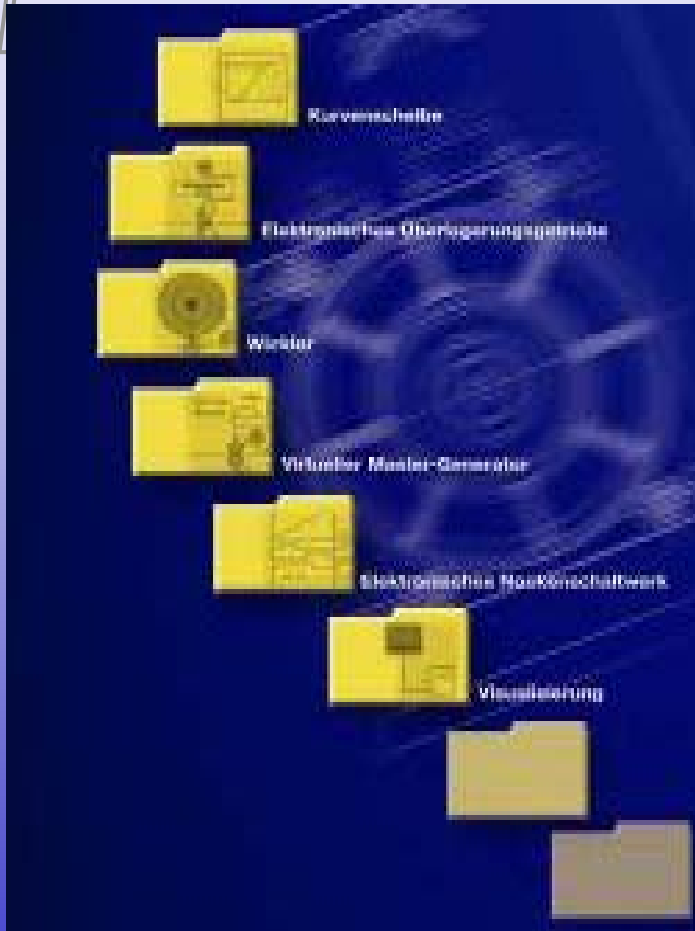 Kurvenscheibe
Elektronisches Überlagerungsgetriebe
Wickler
Virtueller Master-Generator
Elektronisches Nockenschaltwerk
Visualisierung